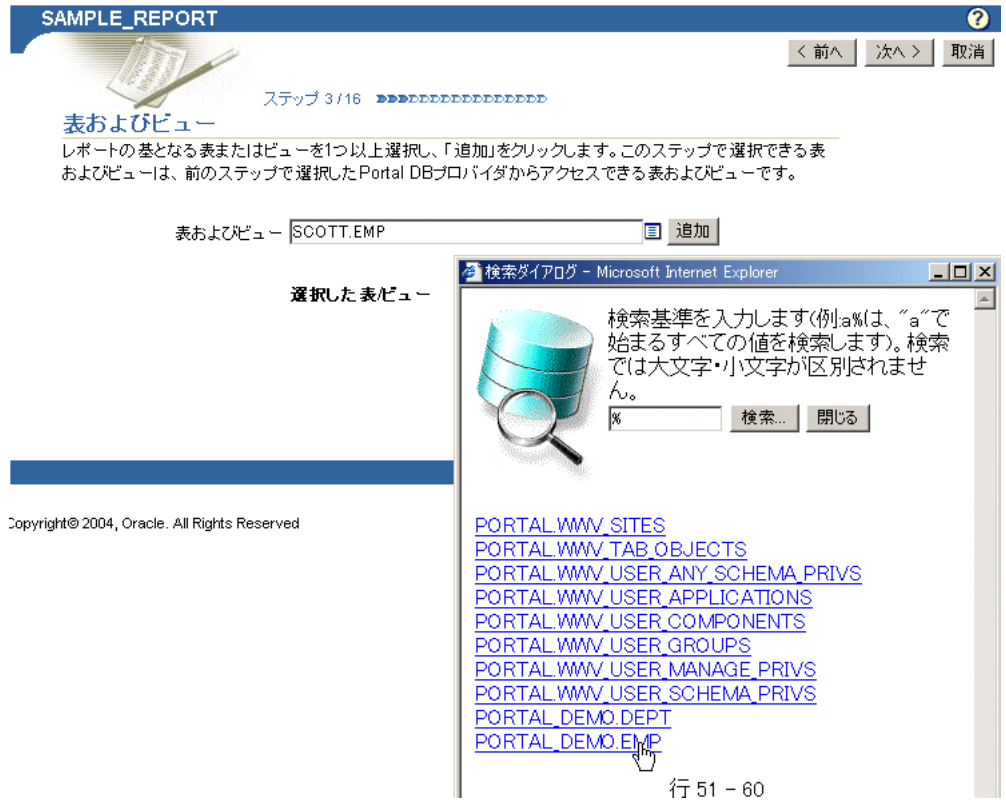 SAMPLE_REPORT
?
< 前へ 次へ > 取消
ステップ 3/16
表およびビュー
レポートの基となる表またはビューを1つ以上選択し、「追加」をクリックします。このステップで選択できる表
およびビューは、前のステップで選択したPortal DBプロバイダからアクセスできる表およびビューです。
表およびビュー SCOTT.EMP 追加
選択した表/ビュー
検索ダイアログ - Microsoft Internet Explorer
検索基準を入力します(例:a%は、"a"で
始まるすべての値を検索します)。検索
では大文字・小文字が区別されませ
ん。
% 検索... 閉じる
Copyright© 2004, Oracle. All Rights Reserved
PORTAL.WWV_SITES
PORTAL.WWV_TAB_OBJECTS
PORTAL.WWV_USER_ANY_SCHEMA_PRIVS
PORTAL.WWV_USER_APPLICATIONS
PORTAL.WWV_USER_COMPONENTS
PORTAL.WWV_USER_GROUPS
PORTAL.WWV_USER_MANAGE_PRIVS
PORTAL.WWV_USER_SCHEMA_PRIVS
PORTAL_DEMO.DEPT
PORTAL_DEMO.EMP
行 51 - 60